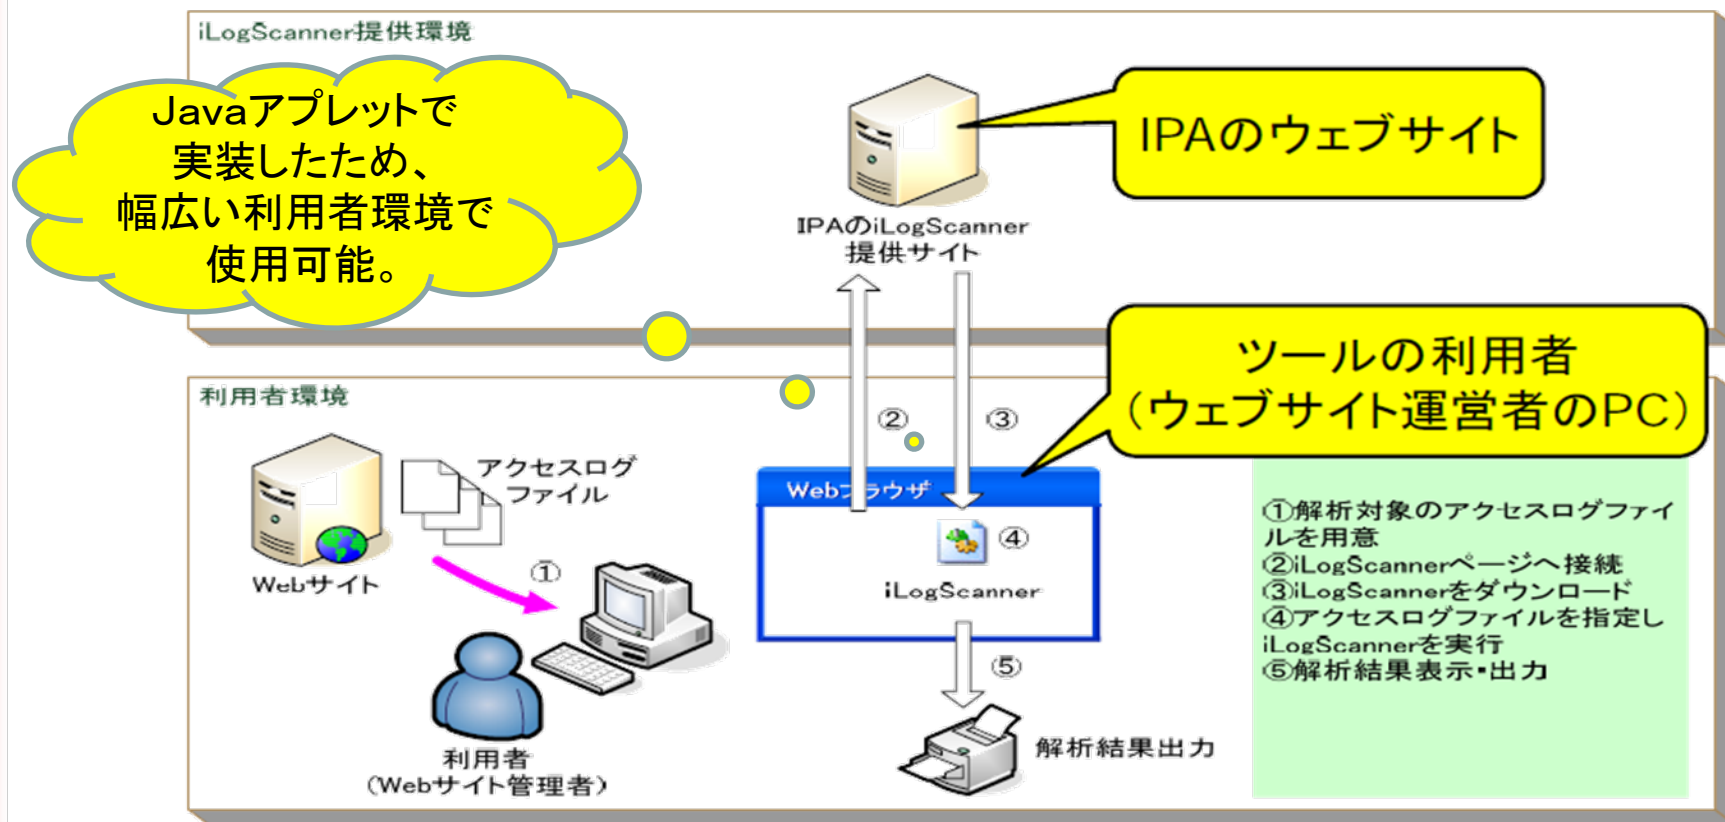 iLogScanner提供環境
Javaアプレットで
実装したため、
幅広い利用者環境で
使用可能。
IPAのウェブサイト
IPAのiLogScanner
提供サイト
ツールの利用者
（ウェブサイト運営者のPC）
利用者環境
アクセスログ
ファイル
Webサイト
①
②
③
Webブラウザ
④
iLogScanner
⑤
利用者
（Webサイト管理者）
解析結果出力
①解析対象のアクセスログファイ
ルを用意
②iLogScannerページへ接続
③iLogScannerをダウンロード
④アクセスログファイルを指定し
iLogScannerを実行
⑤解析結果表示・出力